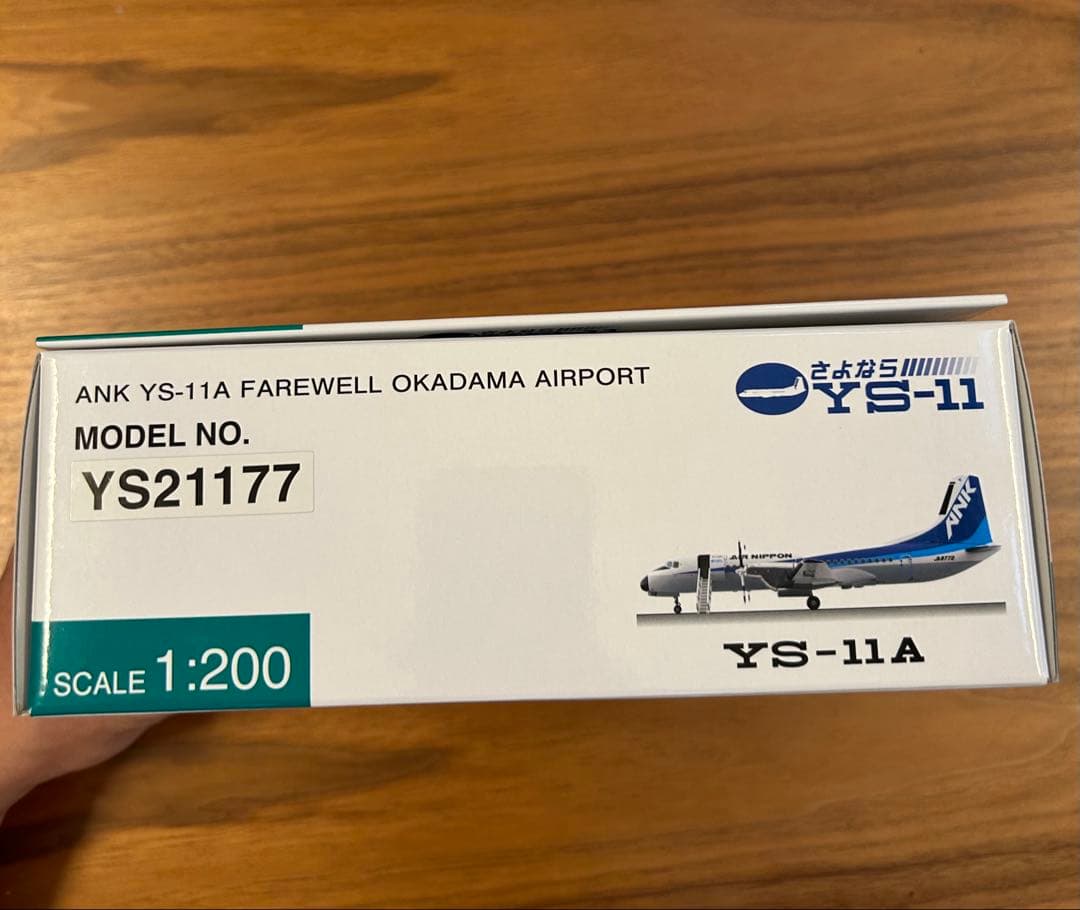 ANK YS-11A FAREWELL OKADAMA AIRPORT
MODEL NO.
YS21177
さよなら
YS-11
ANK
AIR NIPPON
YS-11A
SCALE 1:200